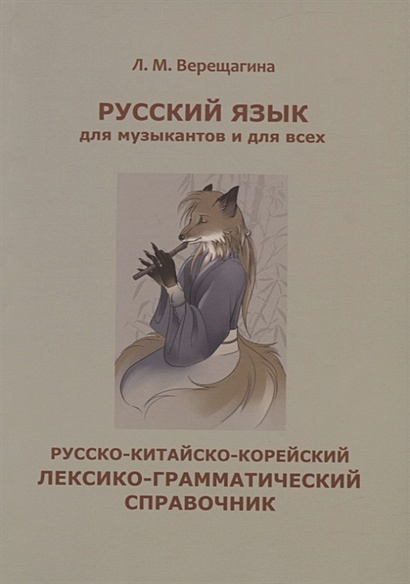 Л. М. Верещагина
РУССКИЙ ЯЗЫК
для музыкантов и для всех
РУССКО-КИТАЙСКО-КОРЕЙСКИЙ
ЛЕКСИКО-ГРАММАТИЧЕСКИЙ
СПРАВОЧНИК